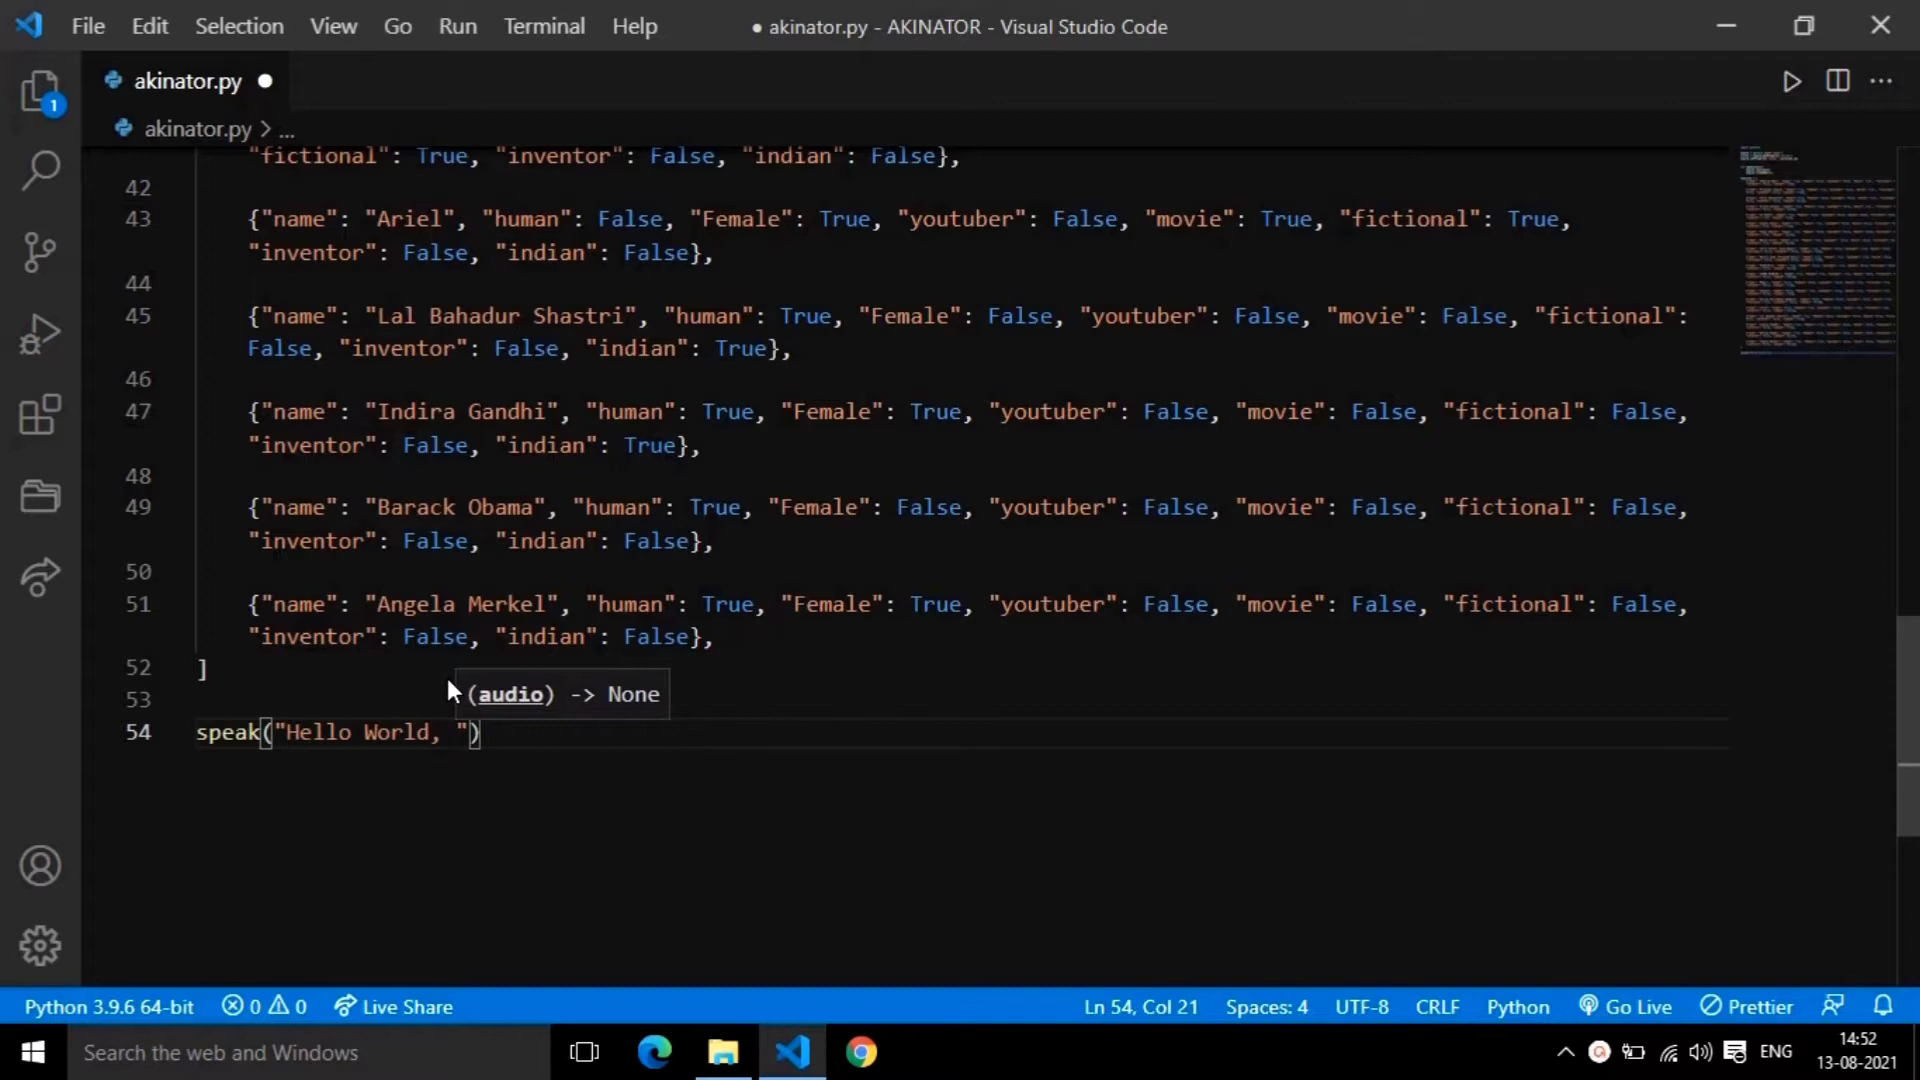 File Edit Selection View Go Run Terminal Help ● akinator.py - AKINATOR - Visual Studio Code
akinator.py ●
1
akinator.py > ...
"fictional": True, "inventor": False, "indian": False},
42
43 {"name": "Ariel", "human": False, "Female": True, "youtuber": False, "movie": True, "fictional": True,
"inventor": False, "indian": False},
44
45 {"name": "Lal Bahadur Shastri", "human": True, "Female": False, "youtuber": False, "movie": False, "fictional":
False, "inventor": False, "indian": True},
46
47 {"name": "Indira Gandhi", "human": True, "Female": True, "youtuber": False, "movie": False, "fictional": False,
"inventor": False, "indian": True},
48
49 {"name": "Barack Obama", "human": True, "Female": False, "youtuber": False, "movie": False, "fictional": False,
"inventor": False, "indian": False},
50
51 {"name": "Angela Merkel", "human": True, "Female": True, "youtuber": False, "movie": False, "fictional": False,
"inventor": False, "indian": False},
52 ]
(audio) -> None
53
54 speak("Hello World, ")
Python 3.9.6 64-bit 0 0 Live Share Ln 54, Col 21 Spaces: 4 UTF-8 CRLF Python Go Live Prettier
Search the web and Windows ENG 14:52
13-08-2021